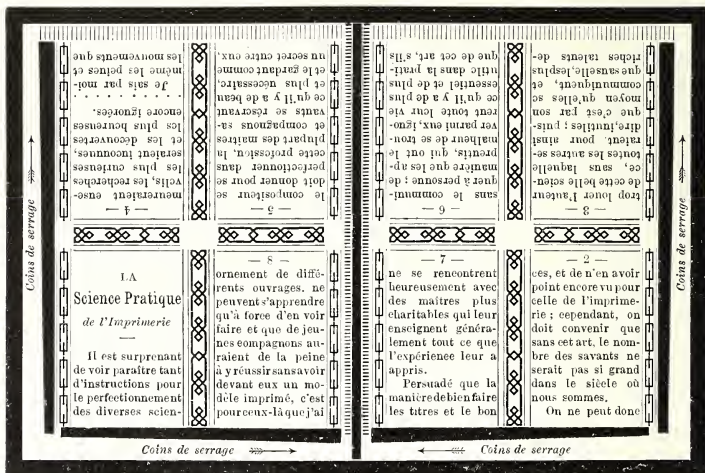 LA
Science Pratique
de l'Imprimerie
Il est surprenant
de voir paraître tant
d'instructions pour
le perfectionnement
des diverses scien-
— 2 —
ces, et de n'en avoir
point encore vu pour
celle de l'imprime-
rie ; cependant, on
doit convenir que
sans cet art, le nom-
bre des savants ne
serait pas si grand
dans le siècle où
nous sommes.
On ne peut donc
— 3 —
trop louer l'auteur
de cette belle scien-
ce, sans laquelle
toutes les autres se-
raient, pour ainsi
dire, inutiles ; puis-
que c'est par son
moyen qu'elles se
communiquent, et
que sans elle, les plus
riches talents de-
— 4 —
meureraient ense-
velis, les recherches
les plus curieuses
seraient inconnues,
et les découvertes
les plus heureuses
encore ignorées.
. . . . . . . . .
Je sais par moi-
même les peines et
les mouvements que
— 5 —
le compositeur se
doit donner pour se
perfectionner dans
cette profession, la
plupart des maîtres
et compagnons sa-
vants se réservant
ce qu'il y a de beau
et plus nécessaire,
et le gardant comme
un secret entre eux,
— 6 —
sans le communi-
quer à personne ; de
manière que les ap-
prentis, qui ont le
malheur de se trou-
ver parmi eux, igno-
rent toute leur vie
ce qu'il y a de plus
essentiel et de plus
utile dans la prati-
que de cet art, s'ils
— 7 —
ne se rencontrent
heureusement avec
des maîtres plus
charitables qui leur
enseignent généra-
lement tout ce que
l'expérience leur a
appris.
Persuadé que la
manière de bien faire
les titres et le bon
— 8 —
ornement de diffé-
rents ouvrages, ne
peuvent s'apprendre
qu'à force d'en voir
faire et que de jeu-
nes compagnons au-
raient de la peine
à y réussir sans avoir
devant eux un mo-
dèle imprimé, c'est
pour ceux-là que j'ai
Coins de serrage
Coins de serrage
Coins de serrage
Coins de serrage